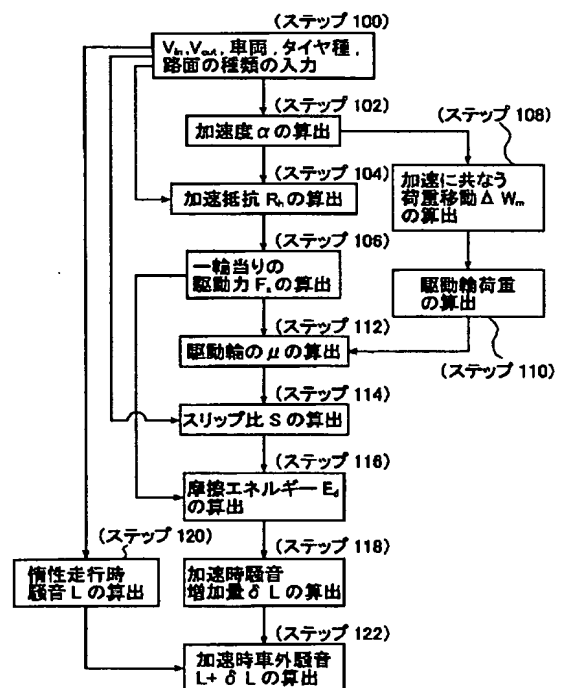 (ステップ 100)
Vin,Vout, 車両 , タイヤ種 ,
路面の種類の入力
(ステップ 102)
加速度 α の算出
(ステップ 108)
加速に共なう
荷重移動 Δ Wm
の算出
(ステップ 104)
加速抵抗 Rh の算出
(ステップ 106)
一輪当りの
駆動力 Fx の算出
駆動輪荷重
の算出
(ステップ 110)
(ステップ 112)
駆動輪の μ の算出
(ステップ 114)
スリップ比 S の算出
(ステップ 116)
摩擦エネルギー Ed
の算出
(ステップ 120)
惰性走行時
騒音 L の算出
(ステップ 118)
加速時騒音
増加量 δ L の算出
(ステップ 122)
加速時車外騒音
L+ δ L の算出